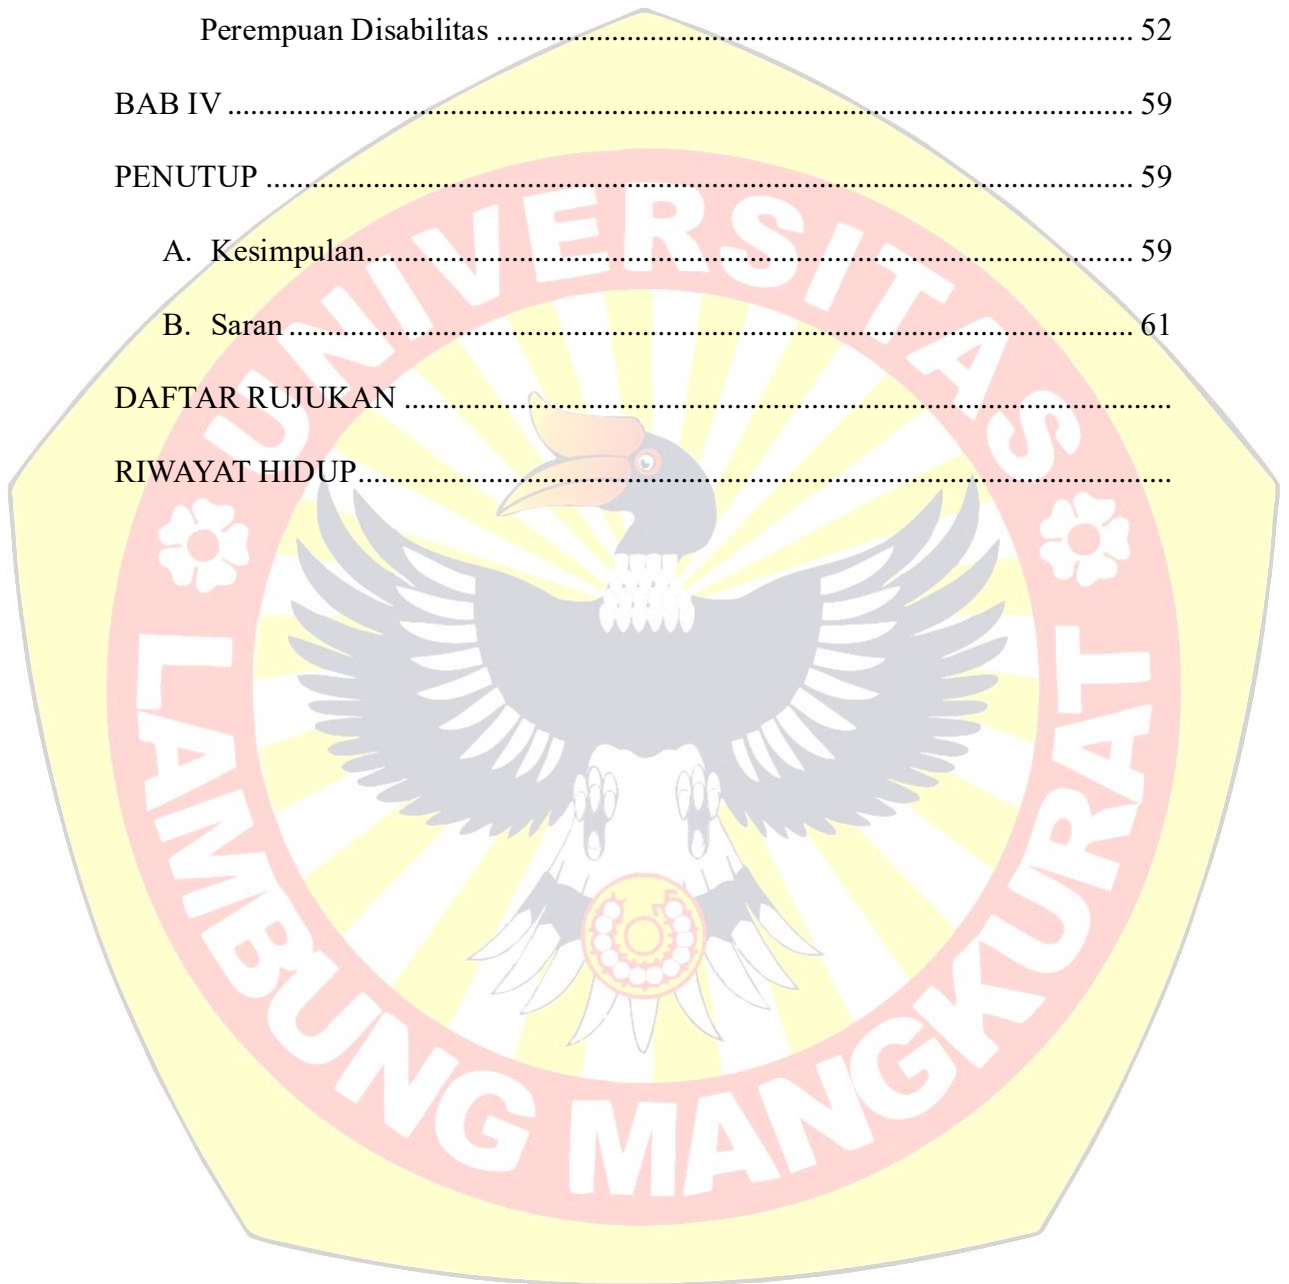 Perempuan Disabilitas ................................................................................... 52
BAB IV ...................................................................................................................... 59
PENUTUP ................................................................................................................. 59
A. Kesimpulan.................................................................................................... 59
B. Saran .............................................................................................................. 61
DAFTAR RUJUKAN ....................................................................................................
RIWAYAT HIDUP..........................................................................................................
UNIVERSITAS
LAMBUNG MANGKURAT